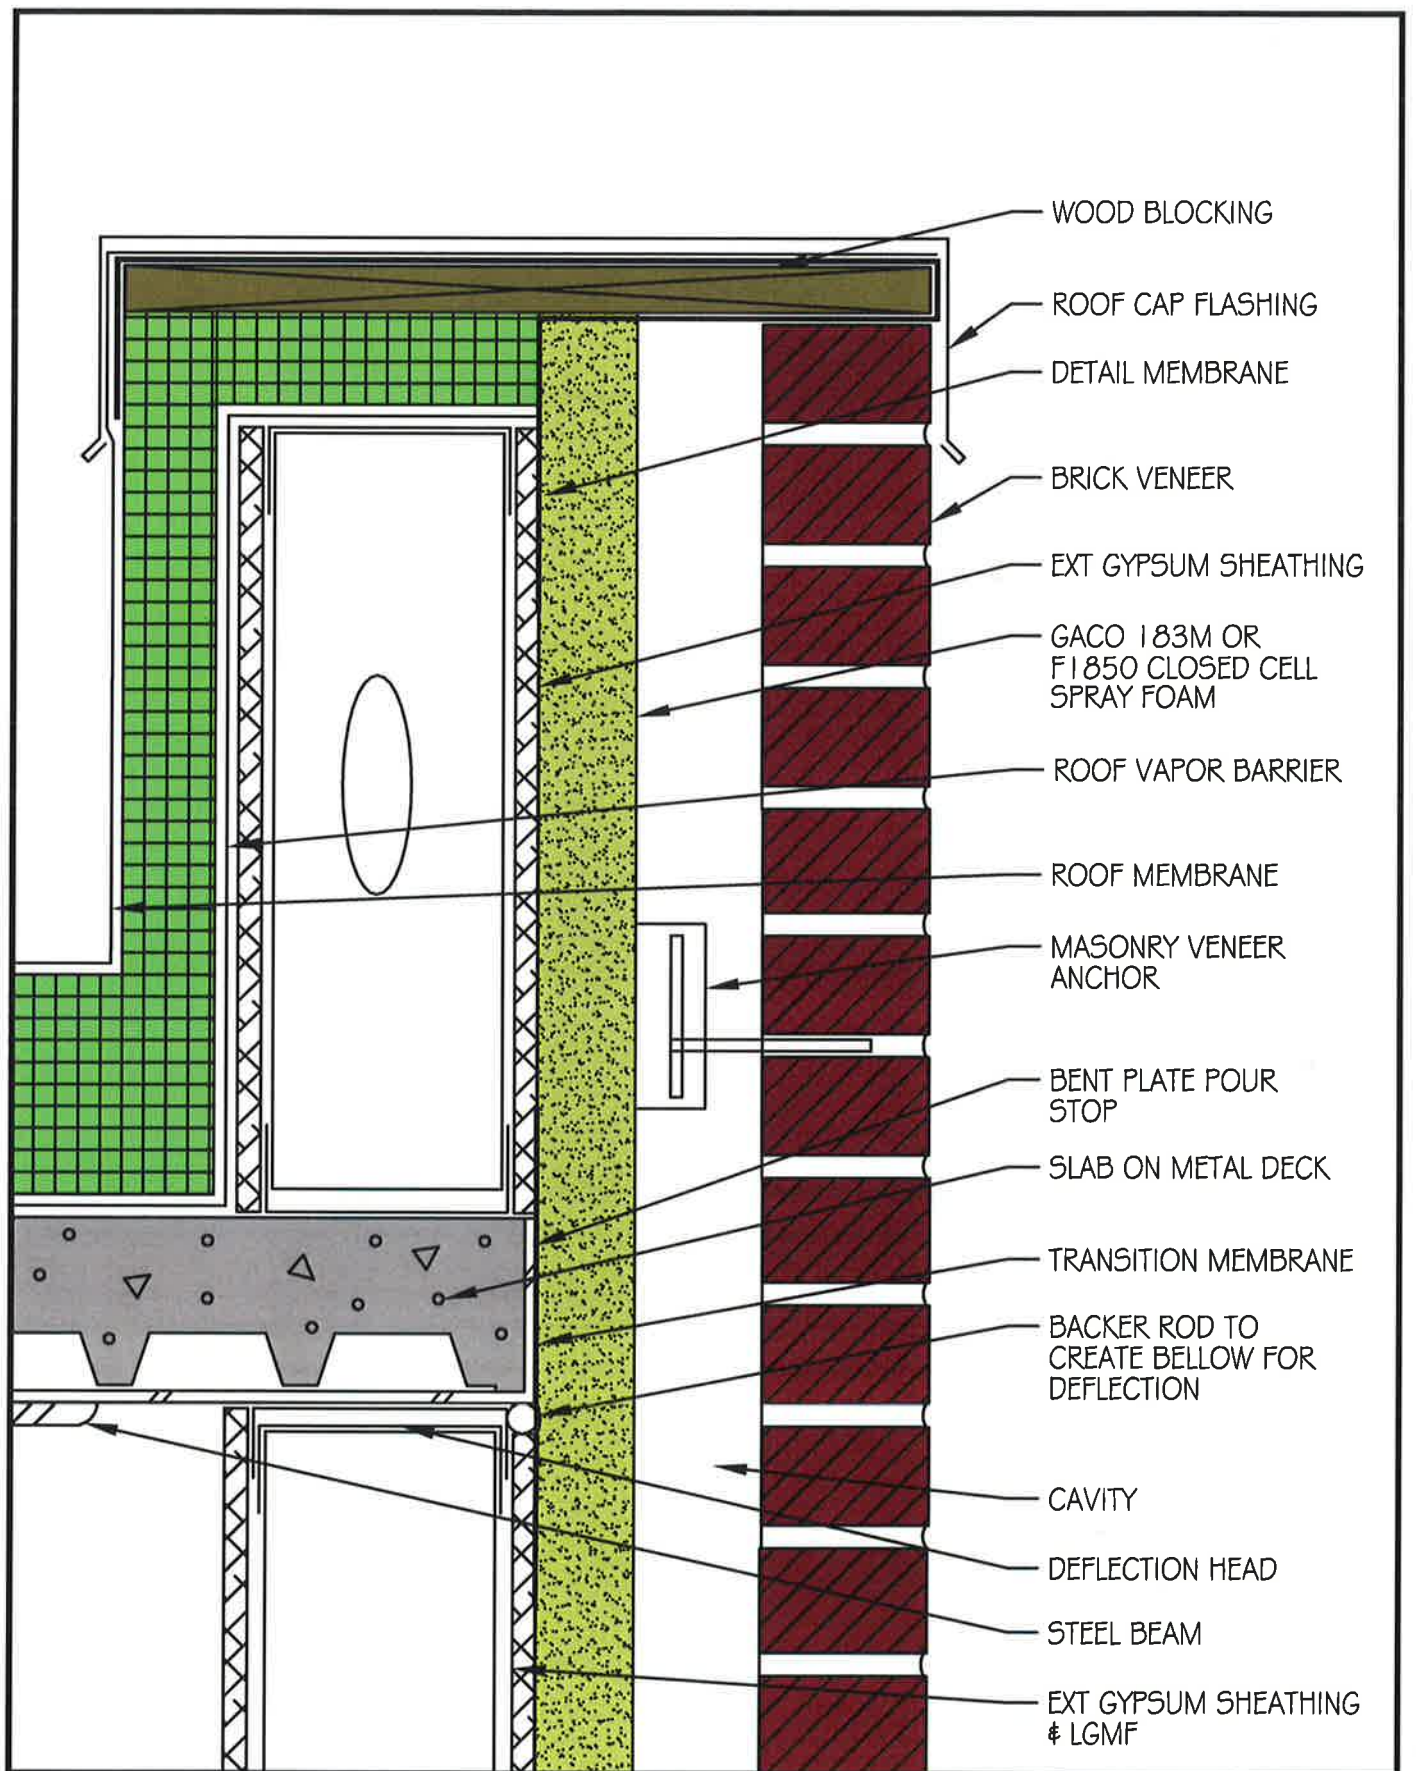 WOOD BLOCKING
ROOF CAP FLASHING
DETAIL MEMBRANE
BRICK VENEER
EXT GYPSUM SHEATHING
GACO 183M OR
F1850 CLOSED CELL
SPRAY FOAM
ROOF VAPOR BARRIER
ROOF MEMBRANE
MASONRY VENEER
ANCHOR
BENT PLATE POUR
STOP
SLAB ON METAL DECK
TRANSITION MEMBRANE
BACKER ROD TO
CREATE BELLOW FOR
DEFLECTION
CAVITY
DEFLECTION HEAD
STEEL BEAM
EXT GYPSUM SHEATHING
& LGMF